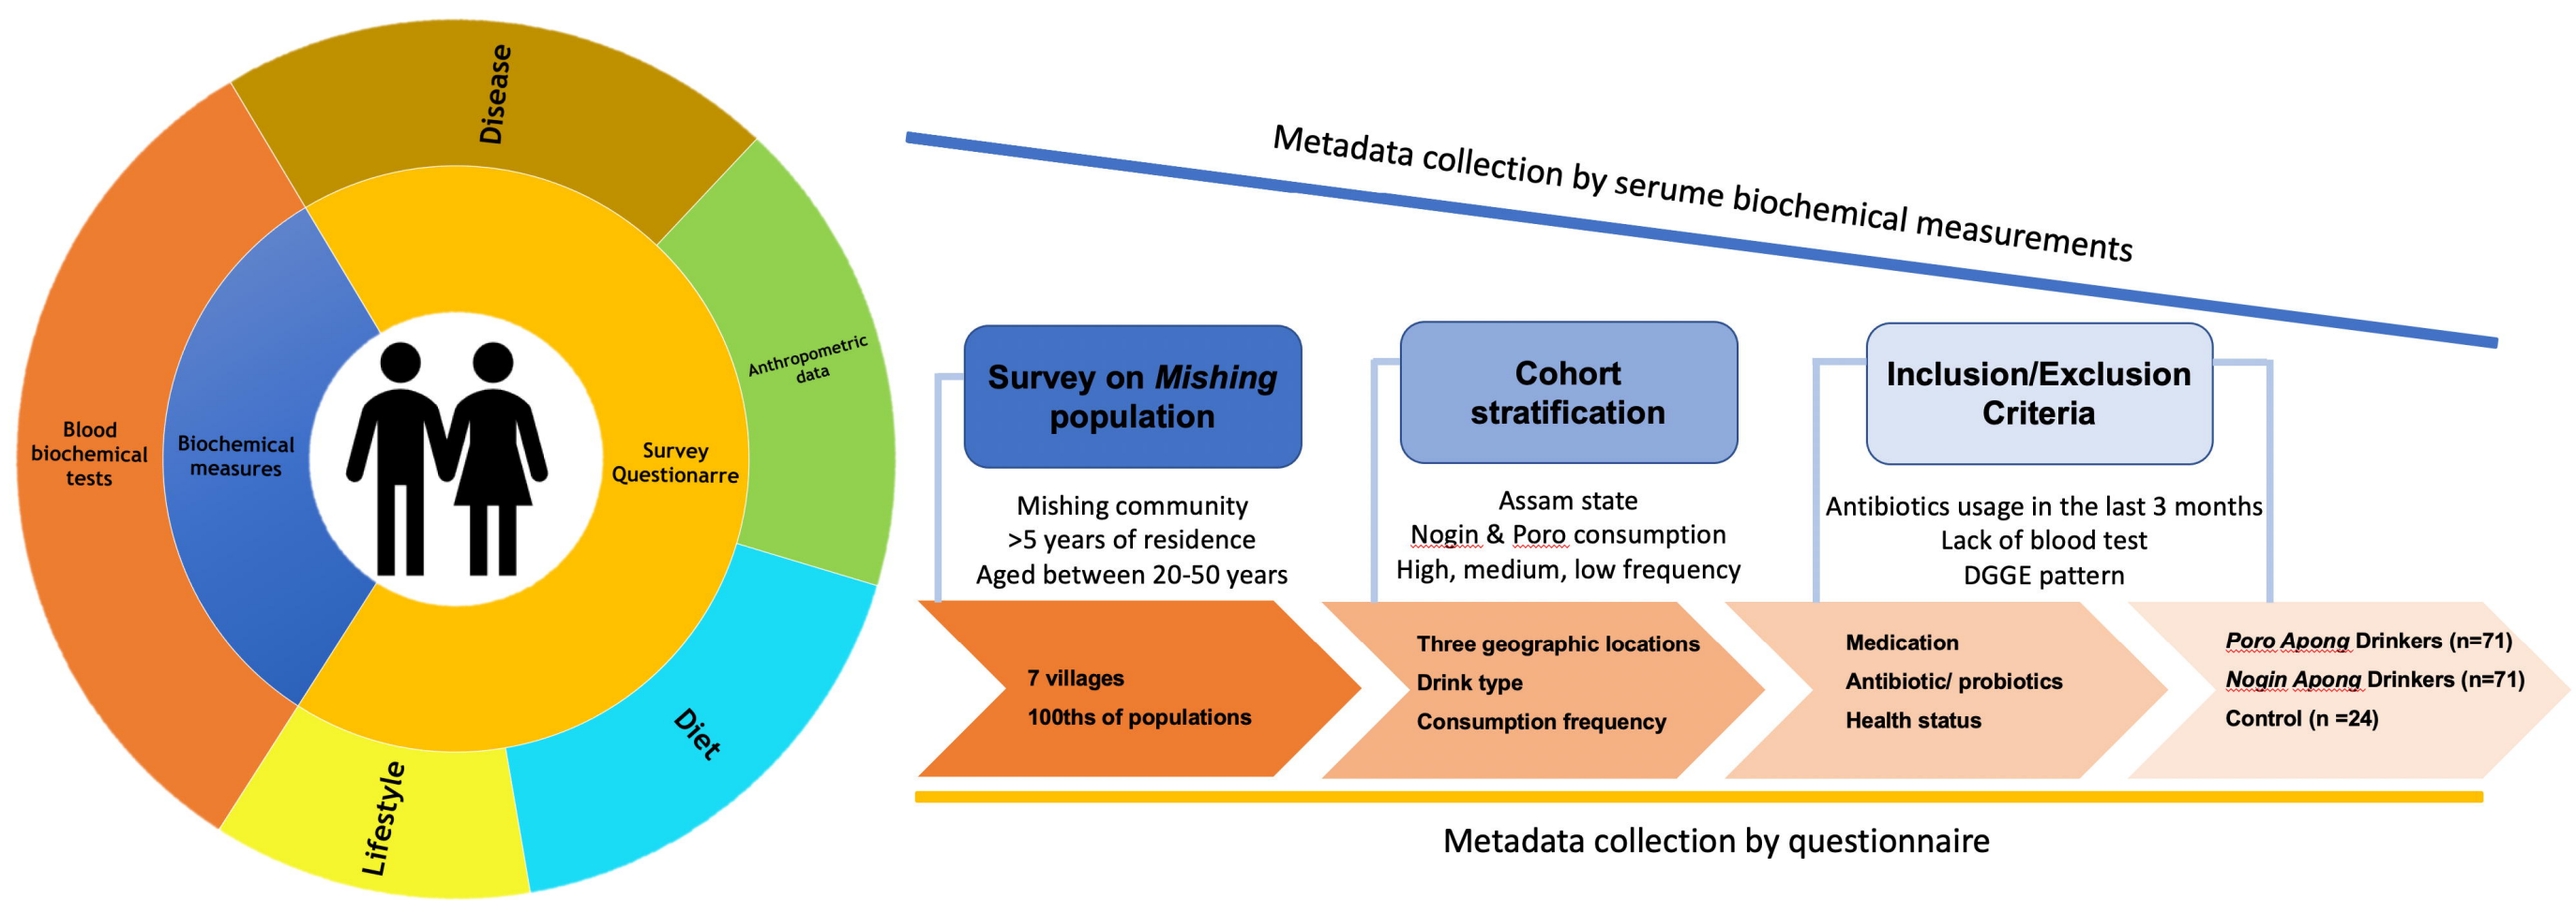 Disease
Anthropometric
data
Blood
biochemical
tests
Biochemical
measures
Survey
Questionarre
Diet
Lifestyle
Metadata collection by serume biochemical measurements
Survey on Mishing
population
Cohort
stratification
Inclusion/Exclusion
Criteria
Mishing community
>5 years of residence
Aged between 20-50 years
Assam state
Nogin & Poro consumption
High, medium, low frequency
Antibiotics usage in the last 3 months
Lack of blood test
DGGE pattern
7 villages
100ths of populations
Three geographic locations
Drink type
Consumption frequency
Medication
Antibiotic/ probiotics
Health status
Poro Apong Drinkers (n=71)
Nogin Apong Drinkers (n=71)
Control (n =24)
Metadata collection by questionnaire